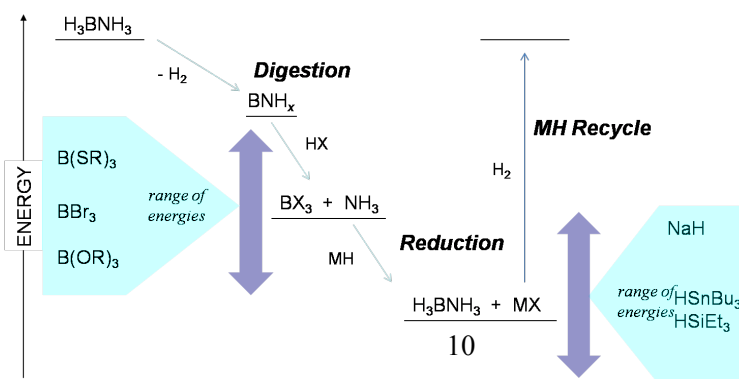 H₃BNH₃
- H₂
Digestion
BNHₓ
HX
MH Recycle
B(SR)₃
BBr₃
B(OR)₃
range of
energies
ENERGY
BX₃ + NH₃
H₂
Reduction
MH
NaH
range of
energies
HSnBu₃
HSiEt₃
H₃BNH₃ + MX
10